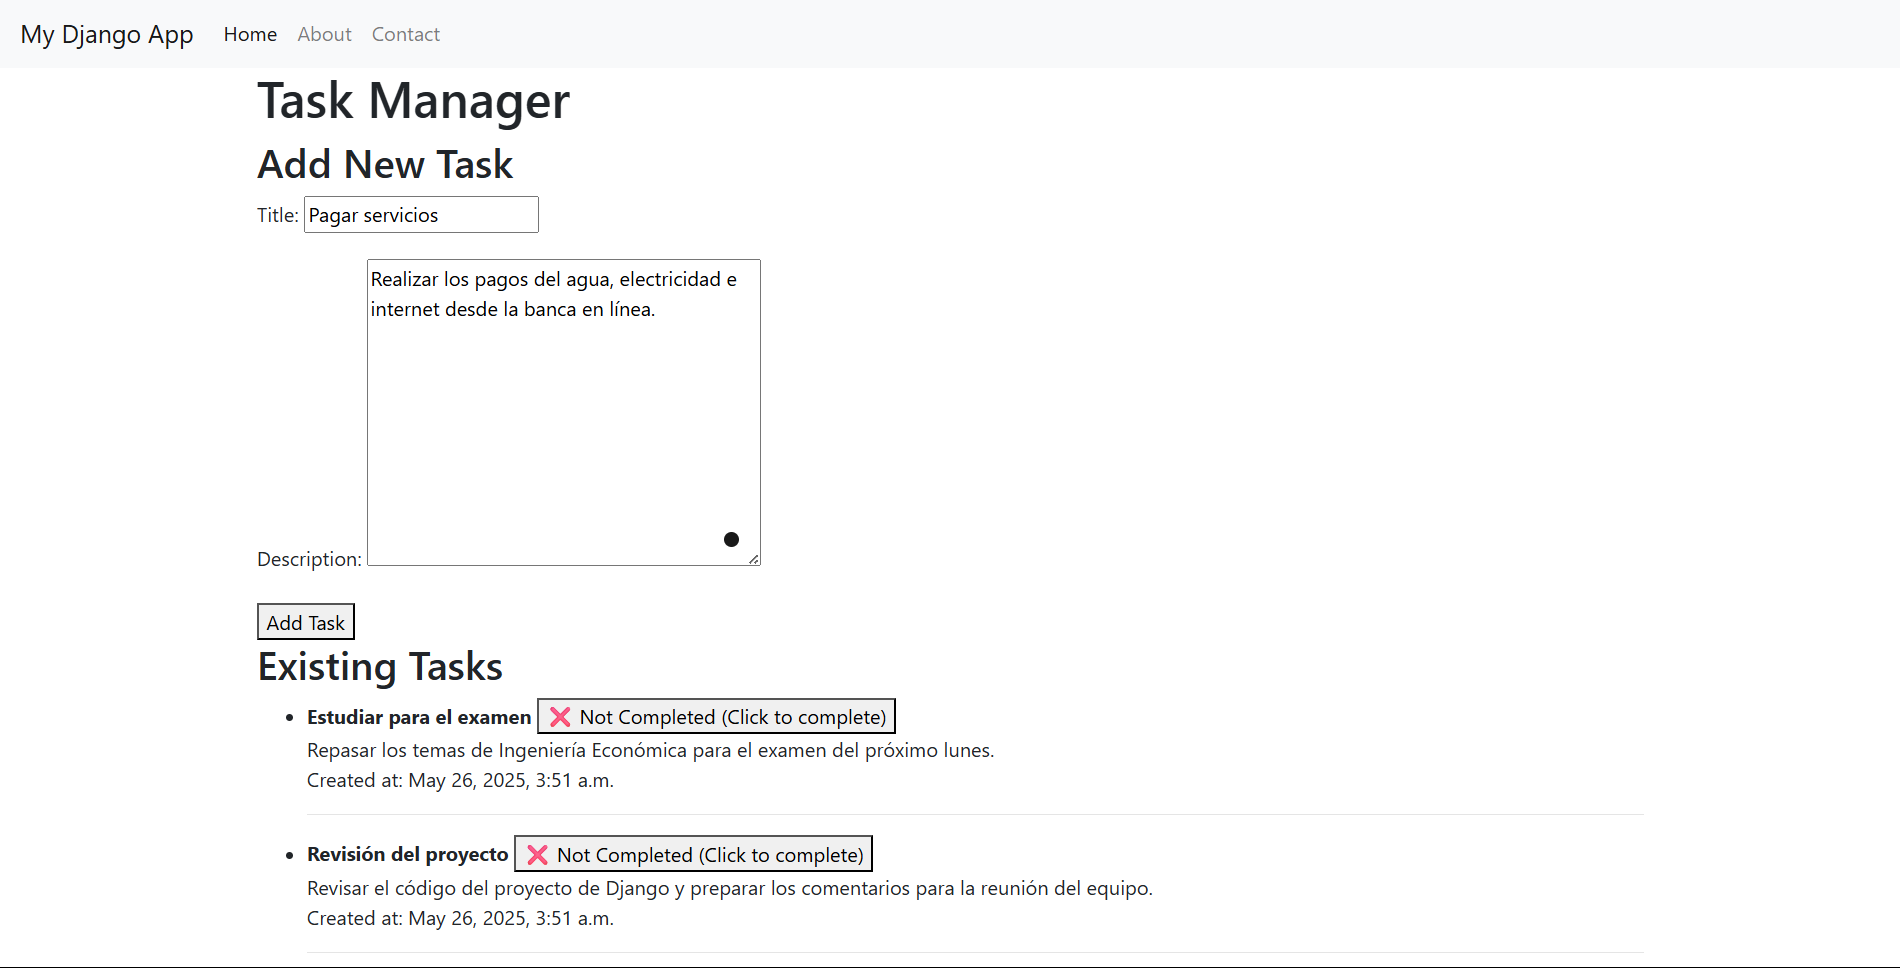 My Django App Home About Contact
Task Manager
Add New Task
Title: Pagar servicios
Realizar los pagos del agua, electricidad e
internet desde la banca en línea.
Description:
Add Task
Existing Tasks
• Estudiar para el examen ❌ Not Completed (Click to complete)
Repasar los temas de Ingeniería Económica para el examen del próximo lunes.
Created at: May 26, 2025, 3:51 a.m.
• Revisión del proyecto ❌ Not Completed (Click to complete)
Revisar el código del proyecto de Django y preparar los comentarios para la reunión del equipo.
Created at: May 26, 2025, 3:51 a.m.